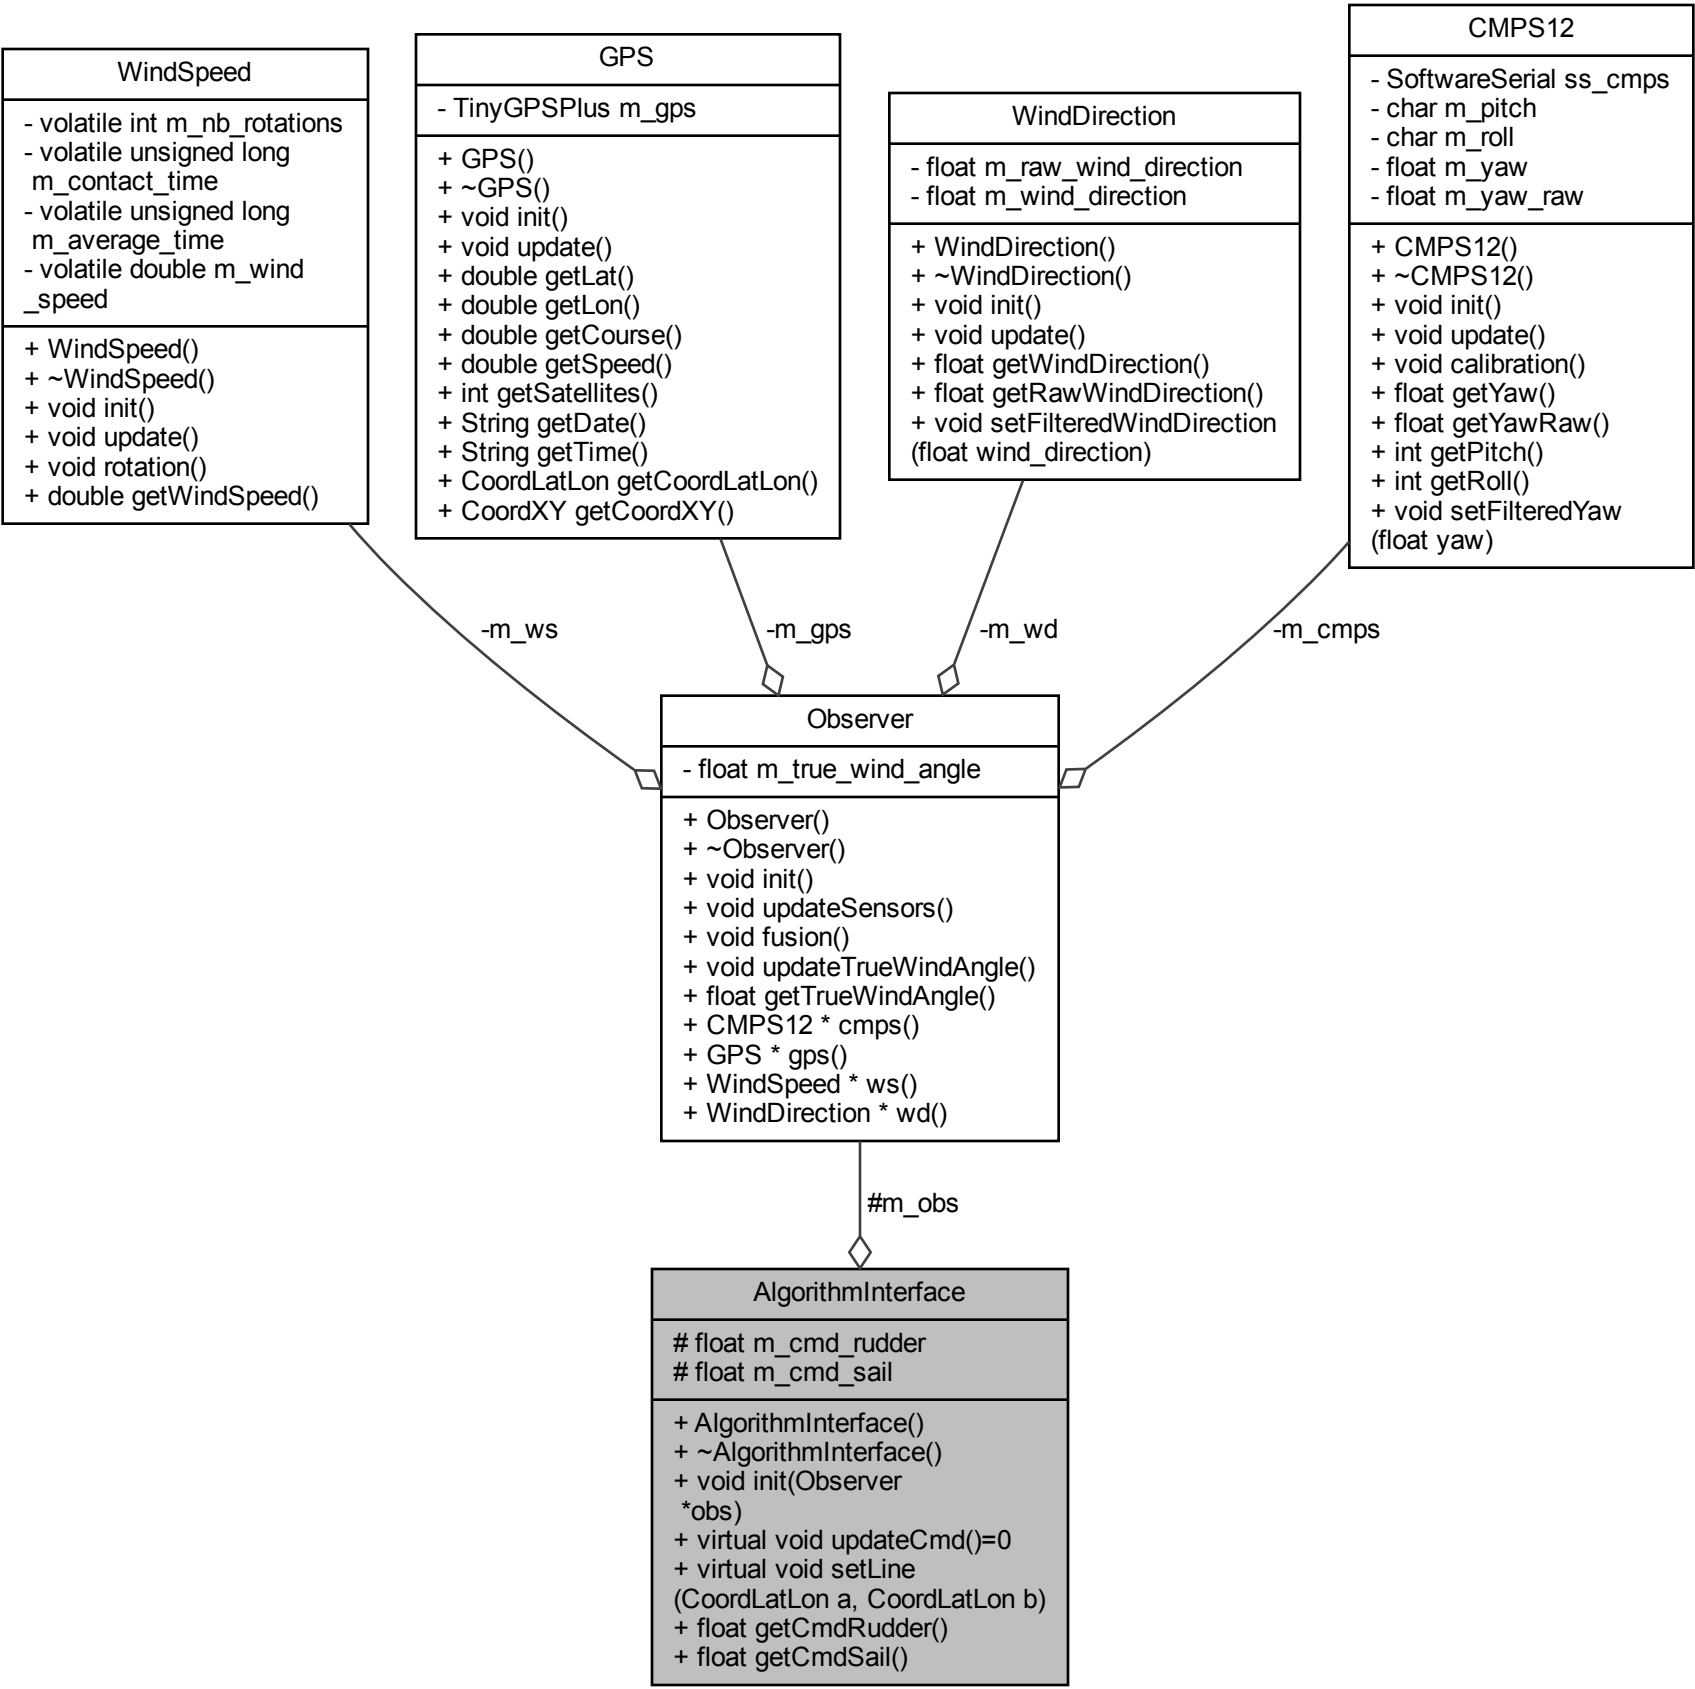 WindSpeed
- volatile int m_nb_rotations
- volatile unsigned long
m_contact_time
- volatile unsigned long
m_average_time
- volatile double m_wind
_speed
+ WindSpeed()
+ ~WindSpeed()
+ void init()
+ void update()
+ void rotation()
+ double getWindSpeed()
GPS
- TinyGPSPlus m_gps
+ GPS()
+ ~GPS()
+ void init()
+ void update()
+ double getLat()
+ double getLon()
+ double getCourse()
+ double getSpeed()
+ int getSatellites()
+ String getDate()
+ String getTime()
+ CoordLatLon getCoordLatLon()
+ CoordXY getCoordXY()
WindDirection
- float m_raw_wind_direction
- float m_wind_direction
+ WindDirection()
+ ~WindDirection()
+ void init()
+ void update()
+ float getWindDirection()
+ float getRawWindDirection()
+ void setFilteredWindDirection
(float wind_direction)
CMPS12
- SoftwareSerial ss_cmps
- char m_pitch
- char m_roll
- float m_yaw
- float m_yaw_raw
+ CMPS12()
+ ~CMPS12()
+ void init()
+ void update()
+ void calibration()
+ float getYaw()
+ float getYawRaw()
+ int getPitch()
+ int getRoll()
+ void setFilteredYaw
(float yaw)
-m_ws
-m_gps
-m_wd
-m_cmps
Observer
- float m_true_wind_angle
+ Observer()
+ ~Observer()
+ void init()
+ void updateSensors()
+ void fusion()
+ void updateTrueWindAngle()
+ float getTrueWindAngle()
+ CMPS12 * cmps()
+ GPS * gps()
+ WindSpeed * ws()
+ WindDirection * wd()
#m_obs
AlgorithmInterface
# float m_cmd_rudder
# float m_cmd_sail
+ AlgorithmInterface()
+ ~AlgorithmInterface()
+ void init(Observer
*obs)
+ virtual void updateCmd()=0
+ virtual void setLine
(CoordLatLon a, CoordLatLon b)
+ float getCmdRudder()
+ float getCmdSail()